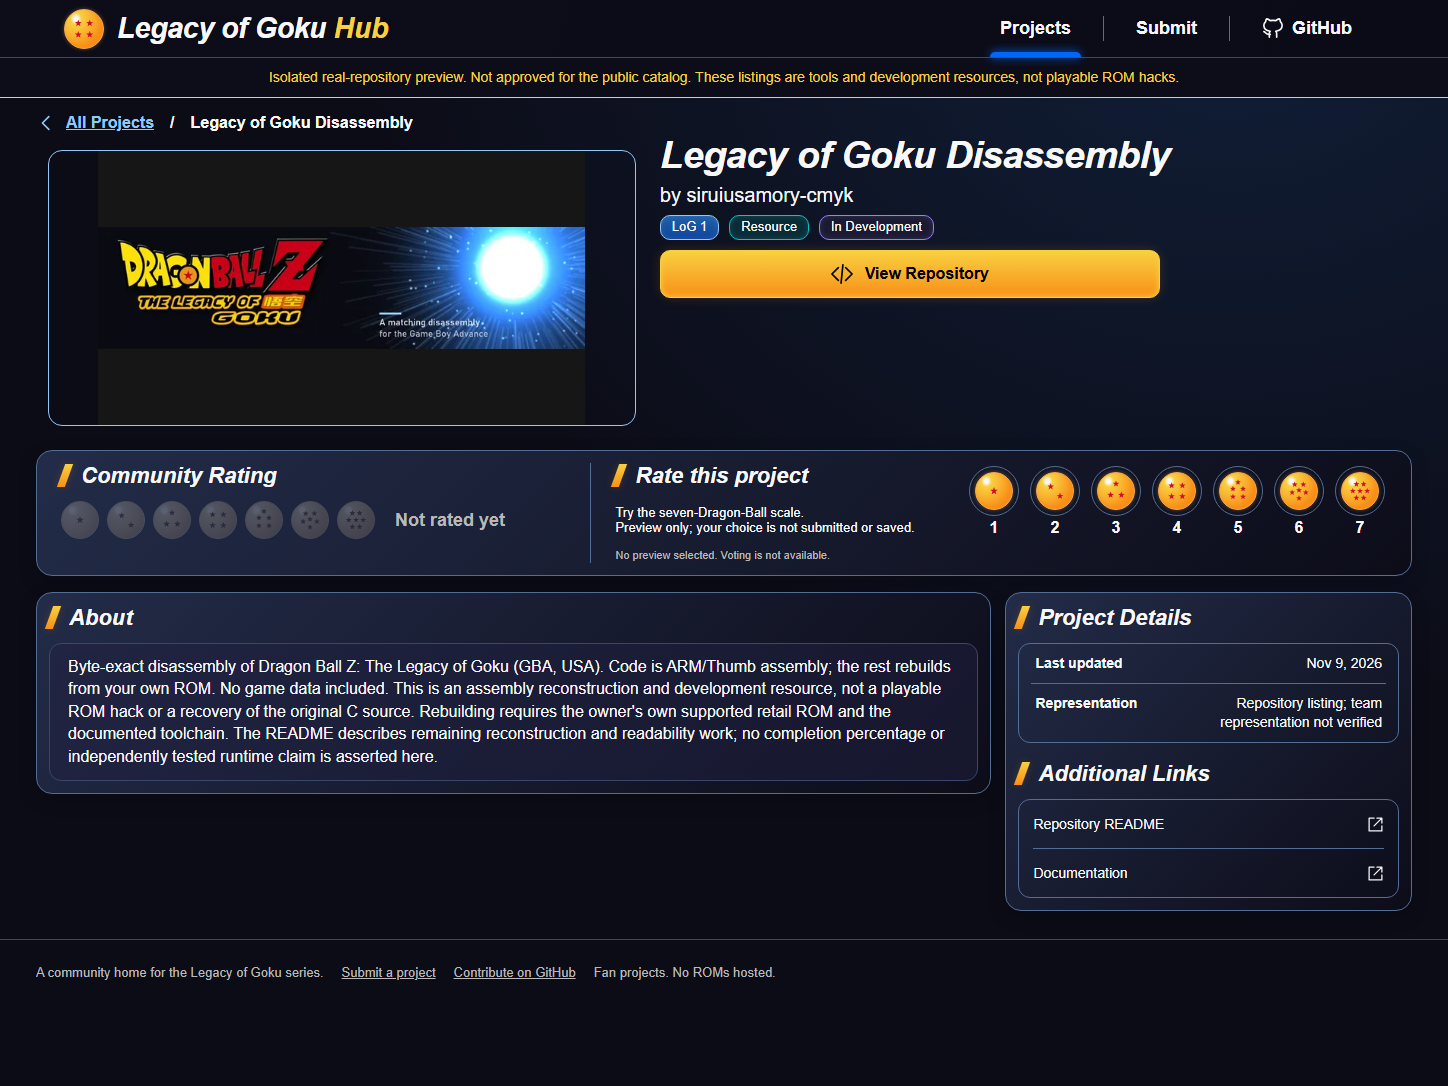 Legacy of Goku Hub
Projects
Submit
GitHub
Isolated real-repository preview. Not approved for the public catalog. These listings are tools and development resources, not playable ROM hacks.
All Projects / Legacy of Goku Disassembly
DRAGON BALL Z
THE LEGACY OF 悟空
GOKU
A matching disassembly
for the Game Boy Advance
Legacy of Goku Disassembly
by siruiusamory-cmyk
LoG 1
Resource
In Development
</> View Repository
Community Rating
Not rated yet
Rate this project
Try the seven-Dragon-Ball scale.
Preview only; your choice is not submitted or saved.
No preview selected. Voting is not available.
1 2 3 4 5 6 7
About
Byte-exact disassembly of Dragon Ball Z: The Legacy of Goku (GBA, USA). Code is ARM/Thumb assembly; the rest rebuilds
from your own ROM. No game data included. This is an assembly reconstruction and development resource, not a playable
ROM hack or a recovery of the original C source. Rebuilding requires the owner's own supported retail ROM and the
documented toolchain. The README describes remaining reconstruction and readability work; no completion percentage or
independently tested runtime claim is asserted here.
Project Details
Last updated Nov 9, 2026
Representation Repository listing; team
representation not verified
Additional Links
Repository README
Documentation
A community home for the Legacy of Goku series. Submit a project Contribute on GitHub Fan projects. No ROMs hosted.